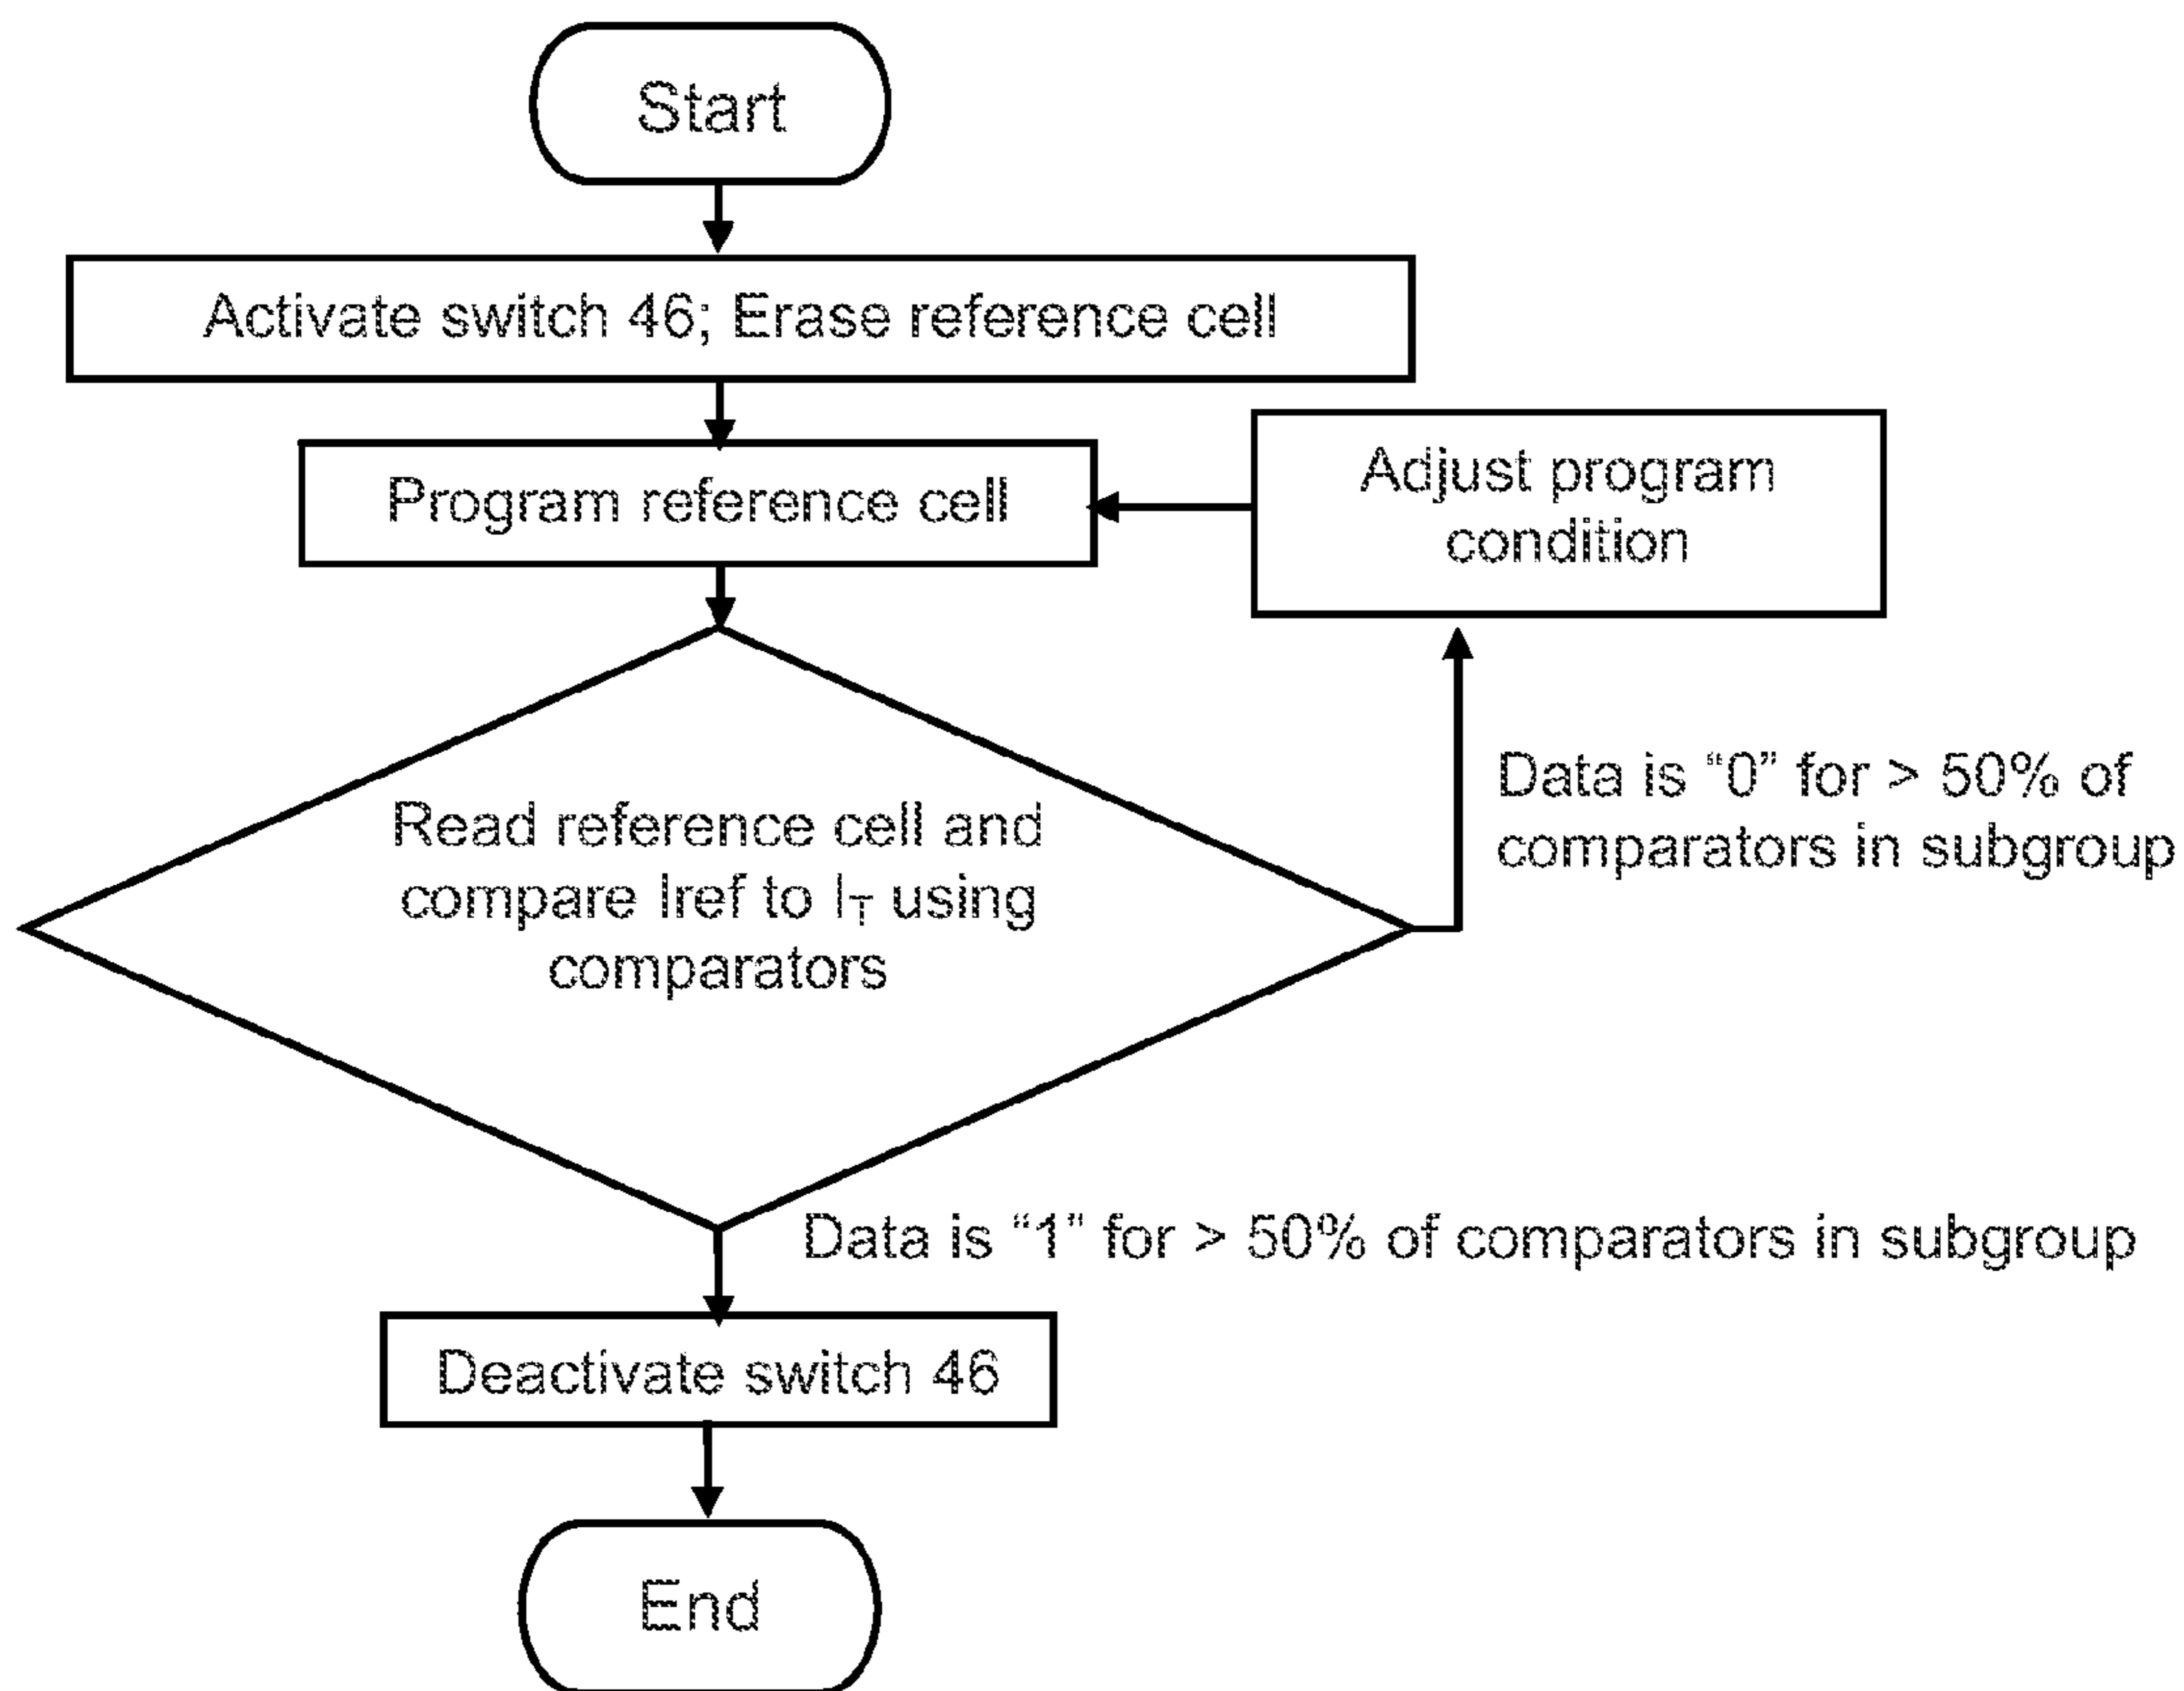 Start
Activate switch 46; Erase reference cell
Program reference cell
Adjust program
condition
Read reference cell and
compare Iref to I_T using
comparators
Data is “0” for > 50% of
comparators in subgroup
Data is “1” for > 50% of comparators in subgroup
Deactivate switch 46
End